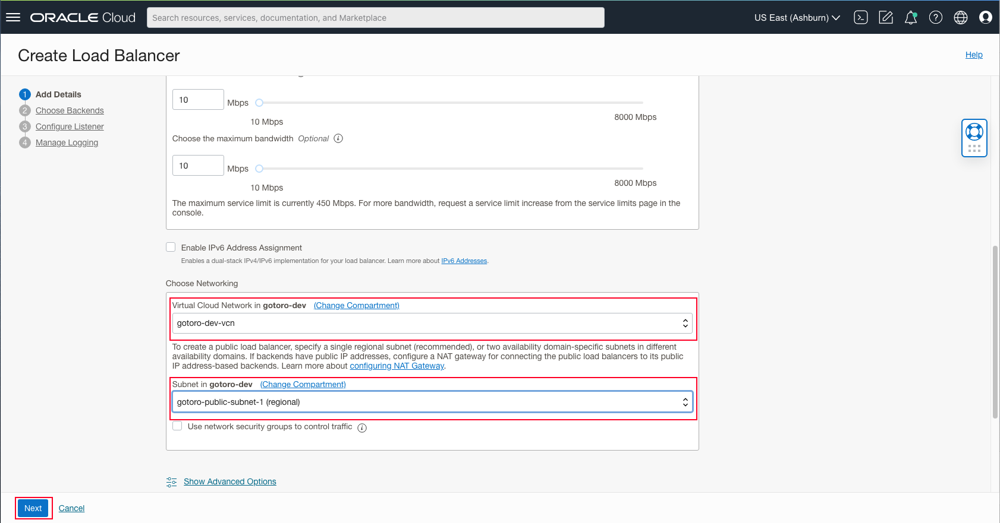 ORACLE Cloud
Search resources, services, documentation, and Marketplace
US East (Ashburn)
Create Load Balancer
Help
1 Add Details
2 Choose Backends
3 Configure Listener
4 Manage Logging
10 Mbps
10 Mbps
8000 Mbps
Choose the maximum bandwidth Optional
10 Mbps
10 Mbps
8000 Mbps
The maximum service limit is currently 450 Mbps. For more bandwidth, request a service limit increase from the service limits page in the
console.
Enable IPv6 Address Assignment
Enables a dual-stack IPv4/IPv6 implementation for your load balancer. Learn more about IPv6 Addresses.
Choose Networking
Virtual Cloud Network in gotoro-dev (Change Compartment)
gotoro-dev-vcn
To create a public load balancer, specify a single regional subnet (recommended), or two availability domain-specific subnets in different
availability domains. If backends have public IP addresses, configure a NAT gateway for connecting the public load balancers to its public
IP address-based backends. Learn more about configuring NAT Gateway.
Subnet in gotoro-dev (Change Compartment)
gotoro-public-subnet-1 (regional)
Use network security groups to control traffic
Show Advanced Options
Next Cancel